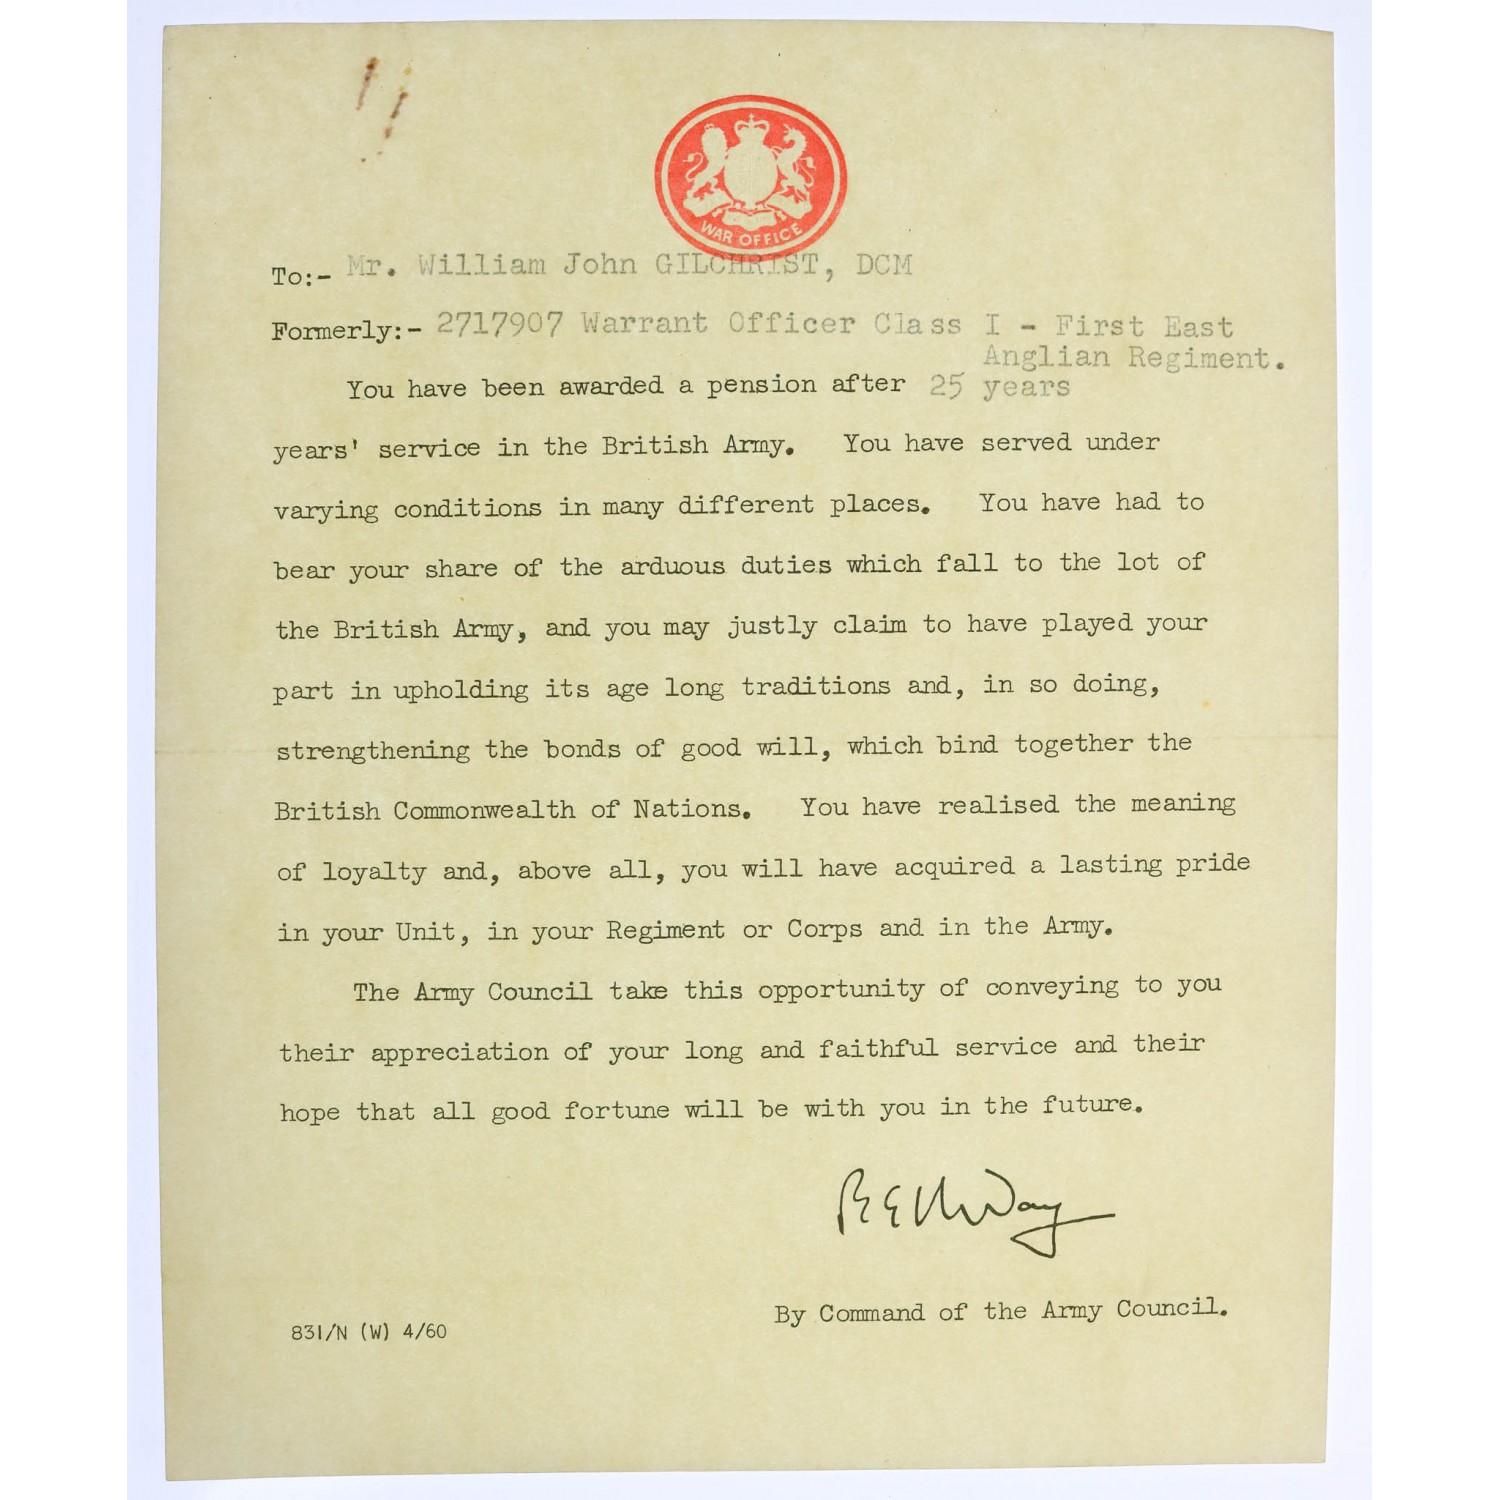 WAR OFFICE
To:- Mr. William John GILCHRIST, DCM
Formerly:- 2717907 Warrant Officer Class I - First East
Anglian Regiment.
You have been awarded a pension after 25 years
years' service in the British Army. You have served under
varying conditions in many different places. You have had to
bear your share of the arduous duties which fall to the lot of
the British Army, and you may justly claim to have played your
part in upholding its age long traditions and, in so doing,
strengthening the bonds of good will, which bind together the
British Commonwealth of Nations. You have realised the meaning
of loyalty and, above all, you will have acquired a lasting pride
in your Unit, in your Regiment or Corps and in the Army.
The Army Council take this opportunity of conveying to you
their appreciation of your long and faithful service and their
hope that all good fortune will be with you in the future.
By Command of the Army Council.
831/N (W) 4/60